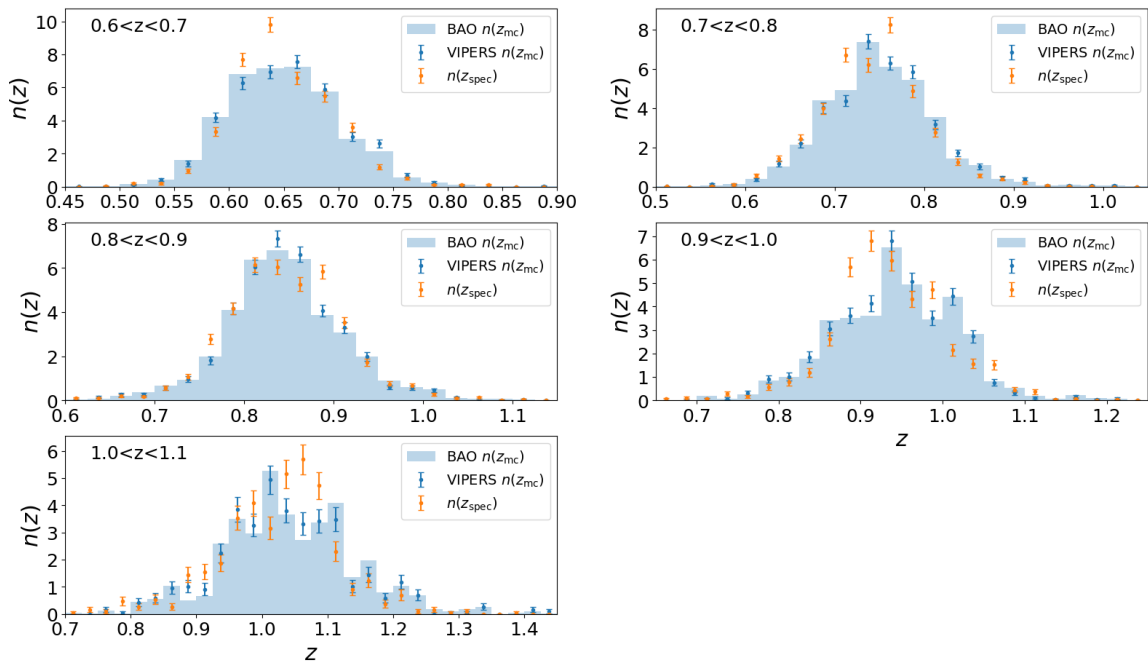 0.6<z<0.7
BAO n(z_mc)
VIPERS n(z_mc)
n(z_spec)
n(z)
10
8
6
4
2
0
0.45 0.50 0.55 0.60 0.65 0.70 0.75 0.80 0.85 0.90
0.7<z<0.8
BAO n(z_mc)
VIPERS n(z_mc)
n(z_spec)
n(z)
8
6
4
2
0
0.5 0.6 0.7 0.8 0.9 1.0
0.8<z<0.9
BAO n(z_mc)
VIPERS n(z_mc)
n(z_spec)
n(z)
8
6
4
2
0
0.6 0.7 0.8 0.9 1.0 1.1
0.9<z<1.0
BAO n(z_mc)
VIPERS n(z_mc)
n(z_spec)
n(z)
7
6
5
4
3
2
1
0
0.7 0.8 0.9 1.0 1.1 1.2
z
1.0<z<1.1
BAO n(z_mc)
VIPERS n(z_mc)
n(z_spec)
n(z)
6
5
4
3
2
1
0
0.7 0.8 0.9 1.0 1.1 1.2 1.3 1.4
z